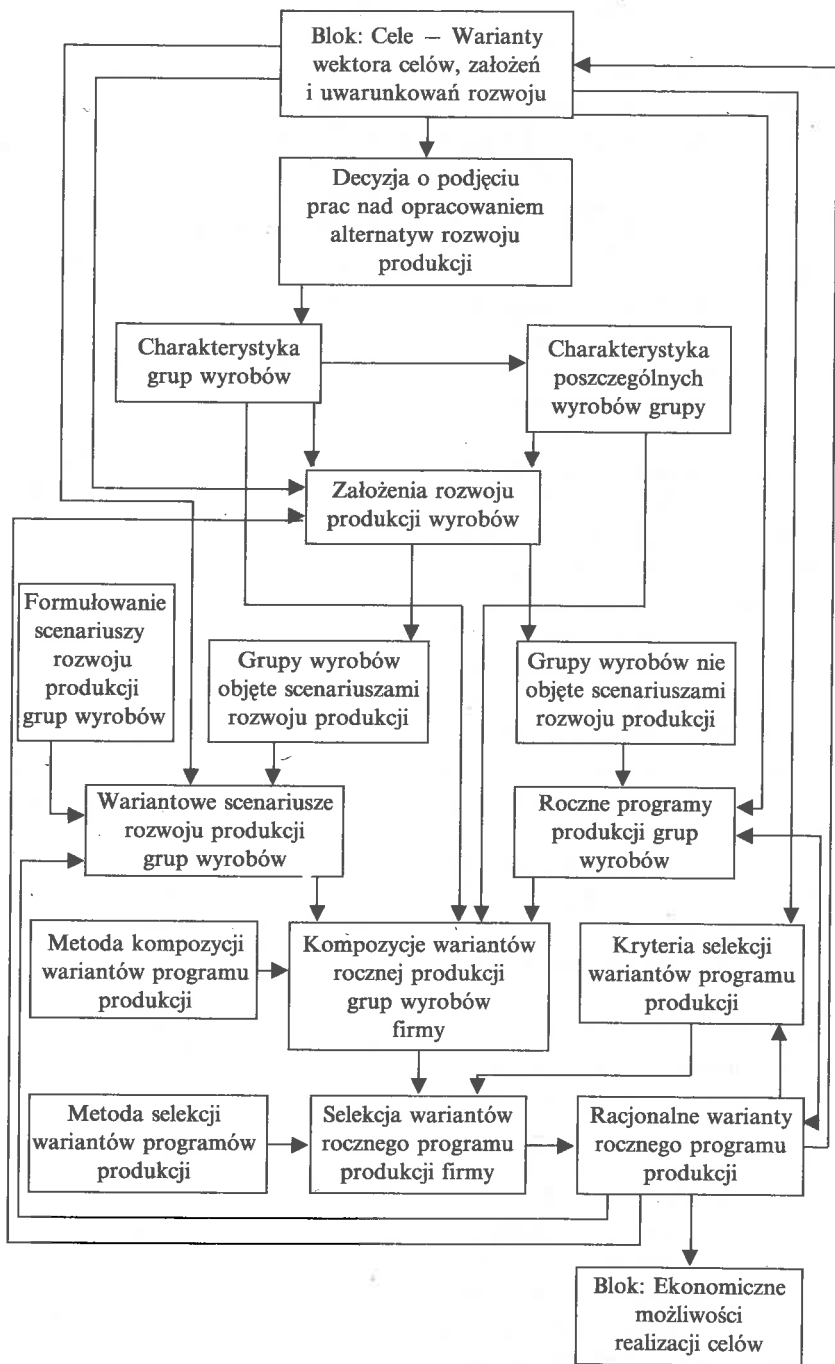 Blok: Cele – Warianty
wektora celów, założeń
i uwarunkowań rozwoju
Decyzja o podjęciu
prac nad opracowaniem
alternatyw rozwoju
produkcji
Charakterystyka
grup wyrobów
Charakterystyka
poszczególnych
wyrobów grupy
Założenia rozwoju
produkcji wyrobów
Formułowanie
scenariuszy
rozwoju
produkcji
grup wyrobów
Grupy wyrobów
objęte scenariuszami
rozwoju produkcji
Grupy wyrobów nie
objęte scenariuszami
rozwoju produkcji
Wariantowe scenariusze
rozwoju produkcji
grup wyrobów
Roczne programy
produkcji grup
wyrobów
Metoda kompozycji
wariantów programu
produkcji
Kompozycje wariantów
rocznej produkcji
grup wyrobów
firmy
Kryteria selekcji
wariantów programu
produkcji
Metoda selekcji
wariantów programów
produkcji
Selekcja wariantów
rocznego programu
produkcji firmy
Racjonalne warianty
rocznego programu
produkcji
Blok: Ekonomiczne
możliwości
realizacji celów